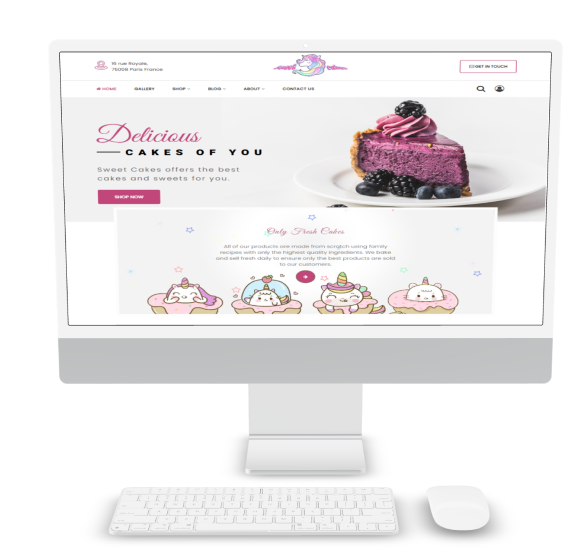 15 rue Royale,
75008 Paris France
GET IN TOUCH
HOME GALLERY SHOP BLOG ABOUT CONTACT US
Delicious
CAKES OF YOU
Sweet Cakes offers the best
cakes and sweets for you.
SHOP NOW
Only Fresh Cakes
All of our products are made from scratch using family
recipes with only the highest quality ingredients. We bake
and sell fresh daily to ensure only the best products are sold
to our customers.